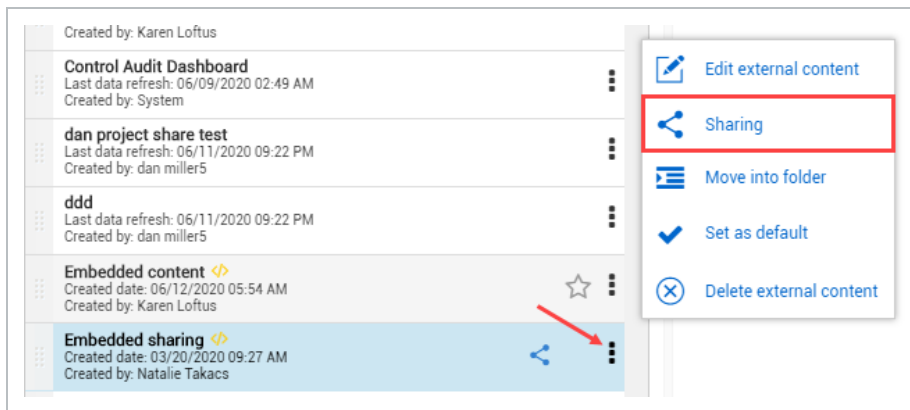 Created by: Karen Loftus
Control Audit Dashboard
Last data refresh: 06/09/2020 02:49 AM
Created by: System
dan project share test
Last data refresh: 06/11/2020 09:22 PM
Created by: dan miller5
ddd
Last data refresh: 06/11/2020 09:22 PM
Created by: dan miller5
Embedded content </>
Created date: 06/12/2020 05:54 AM
Created by: Karen Loftus
Embedded sharing </>
Created date: 03/20/2020 09:27 AM
Created by: Natalie Takacs
Edit external content
Sharing
Move into folder
Set as default
Delete external content